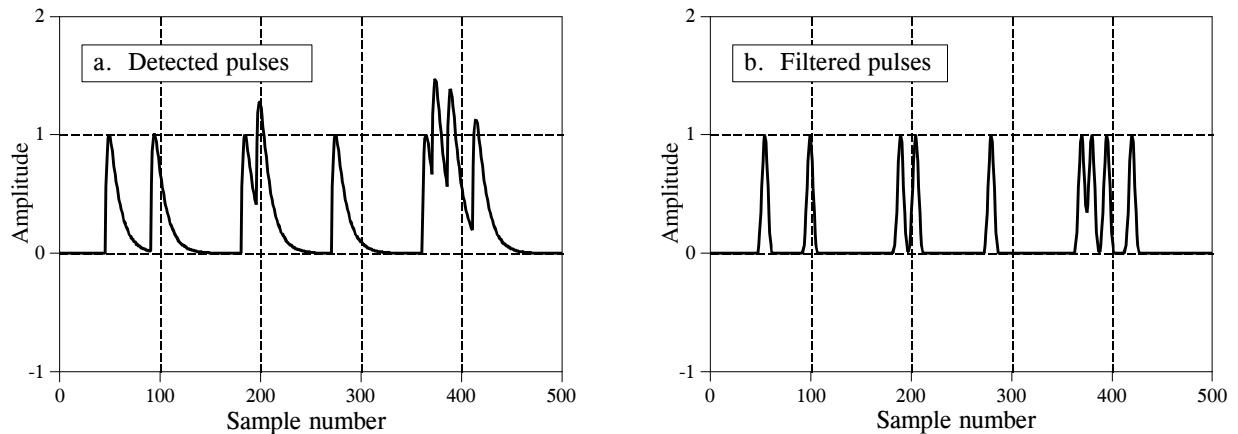 a. Detected pulses
Amplitude
2
1
0
-1
0 100 200 300 400 500
Sample number
b. Filtered pulses
Amplitude
2
1
0
-1
0 100 200 300 400 500
Sample number